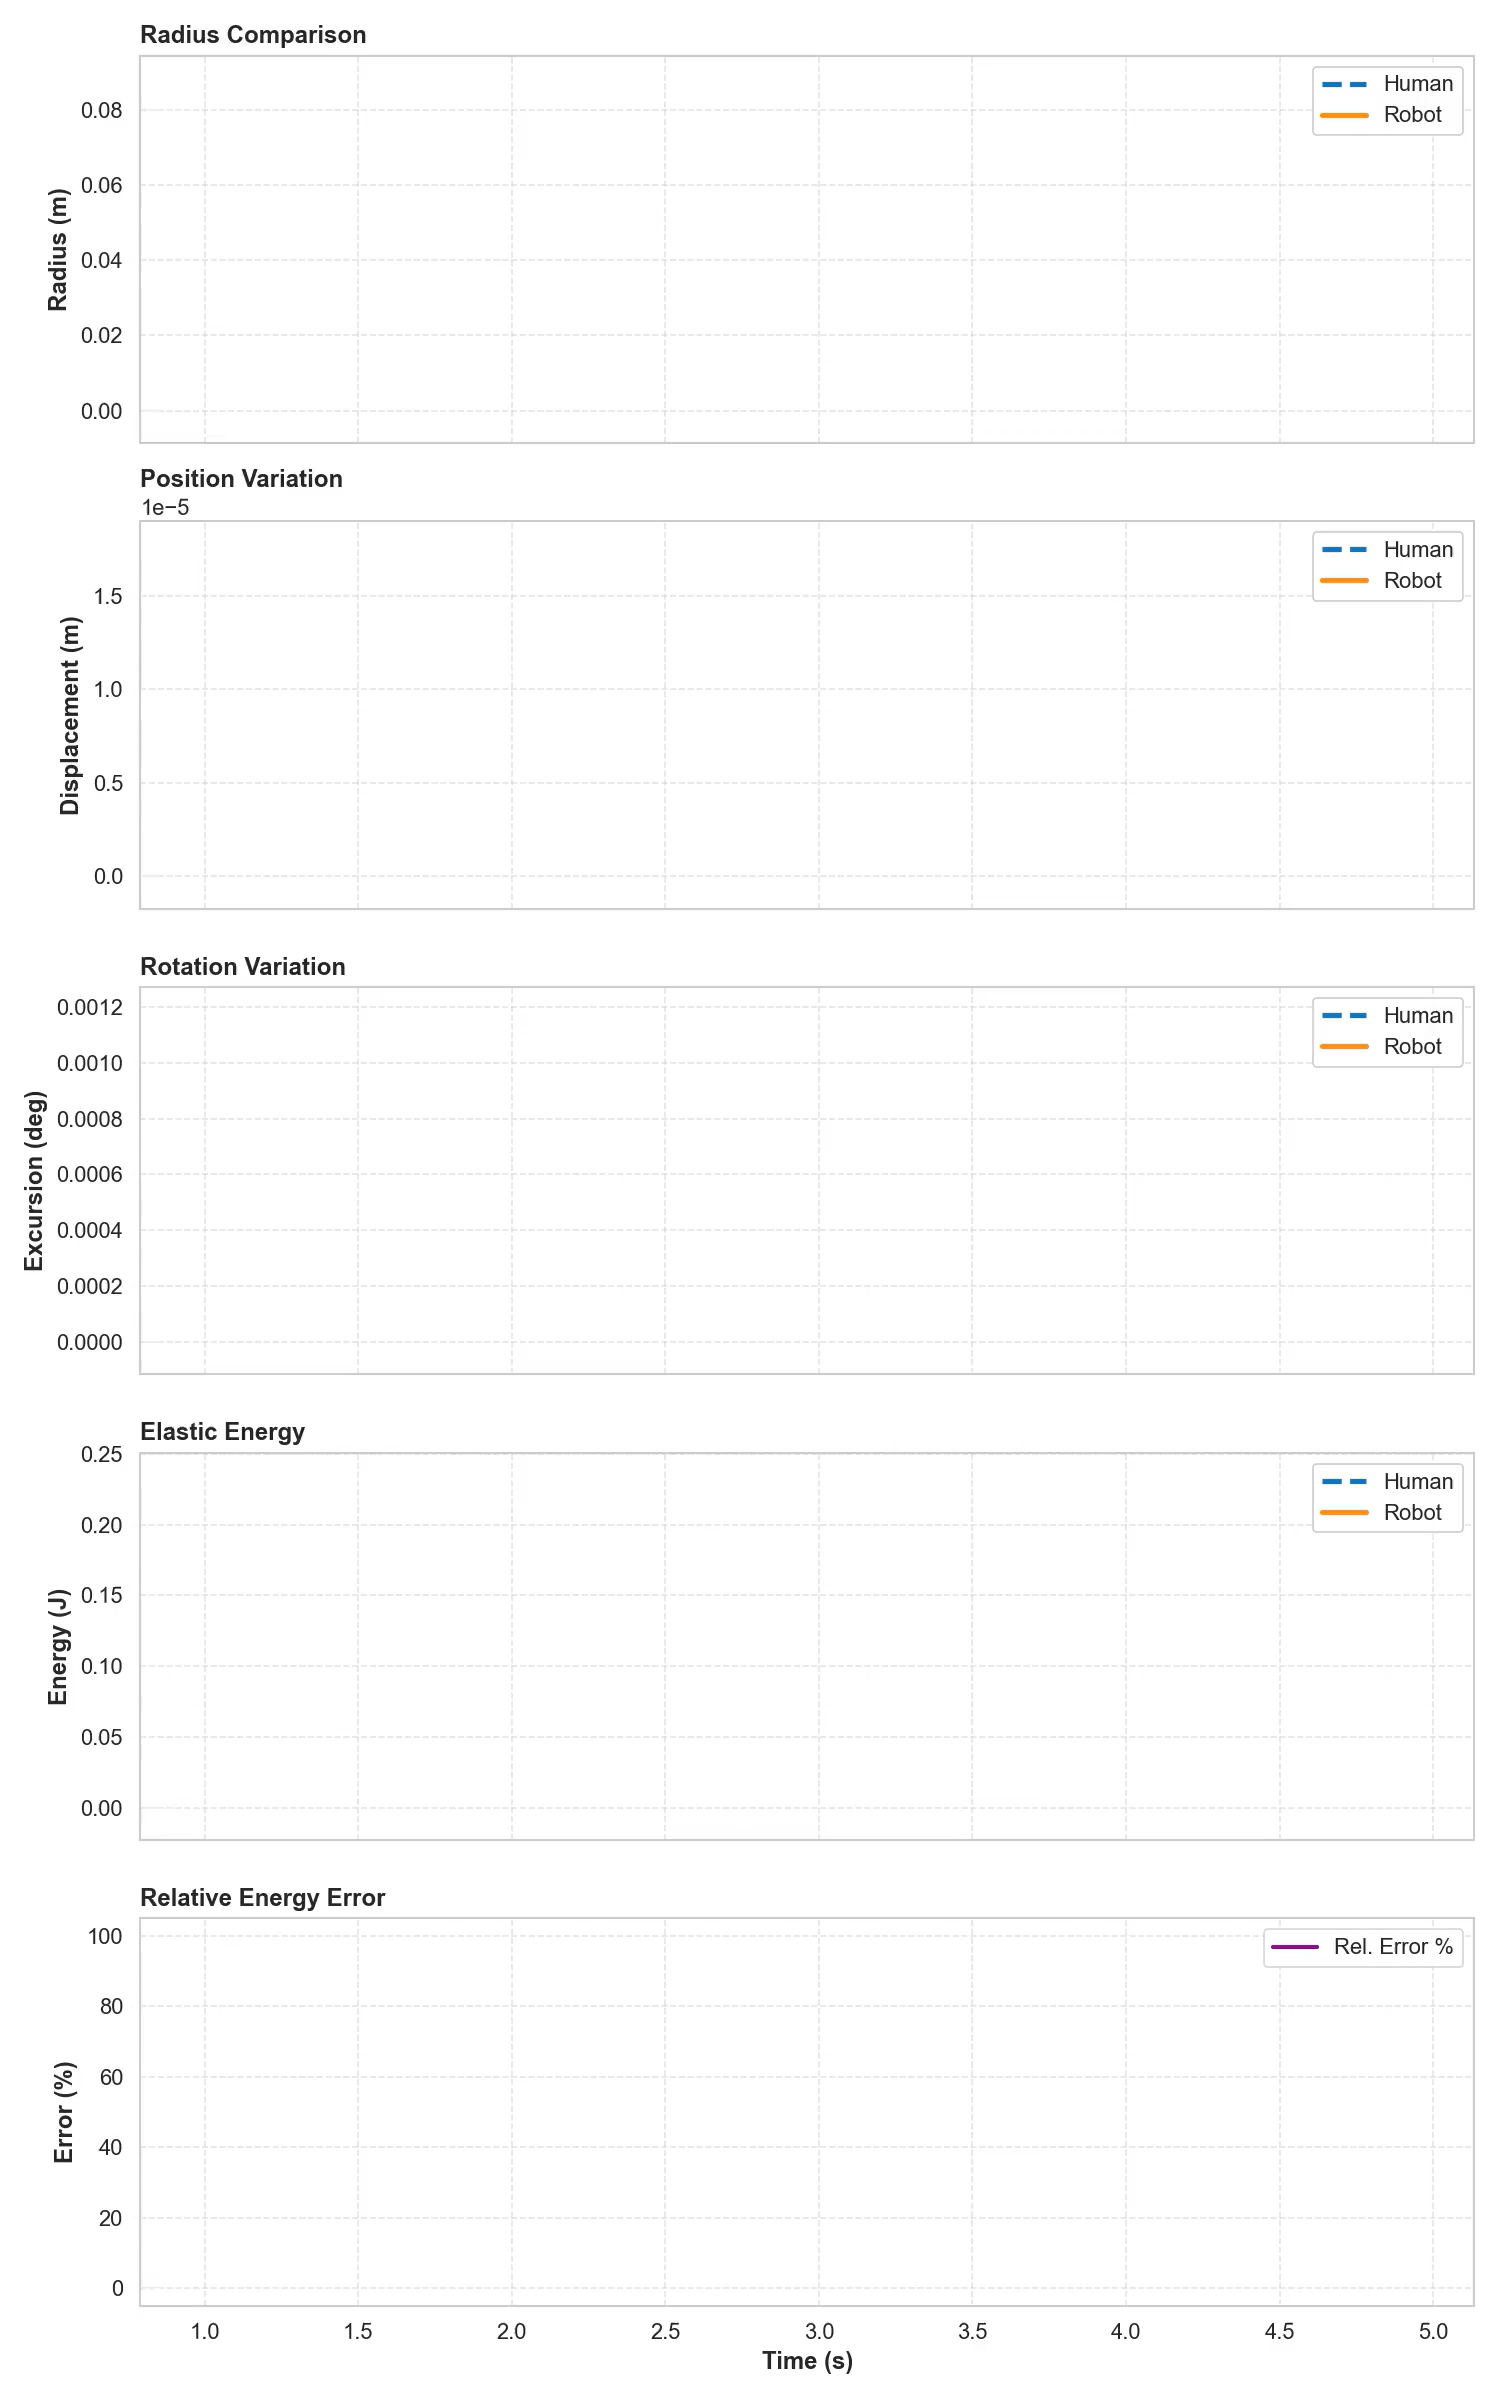 Radius Comparison
Human
Robot
0.08
0.06
0.04
0.02
0.00
Radius (m)
Position Variation
1e−5
Human
Robot
1.5
1.0
0.5
0.0
Displacement (m)
Rotation Variation
Human
Robot
0.0012
0.0010
0.0008
0.0006
0.0004
0.0002
0.0000
Excursion (deg)
Elastic Energy
Human
Robot
0.25
0.20
0.15
0.10
0.05
0.00
Energy (J)
Relative Energy Error
Rel. Error %
100
80
60
40
20
0
Error (%)
1.0 1.5 2.0 2.5 3.0 3.5 4.0 4.5 5.0
Time (s)